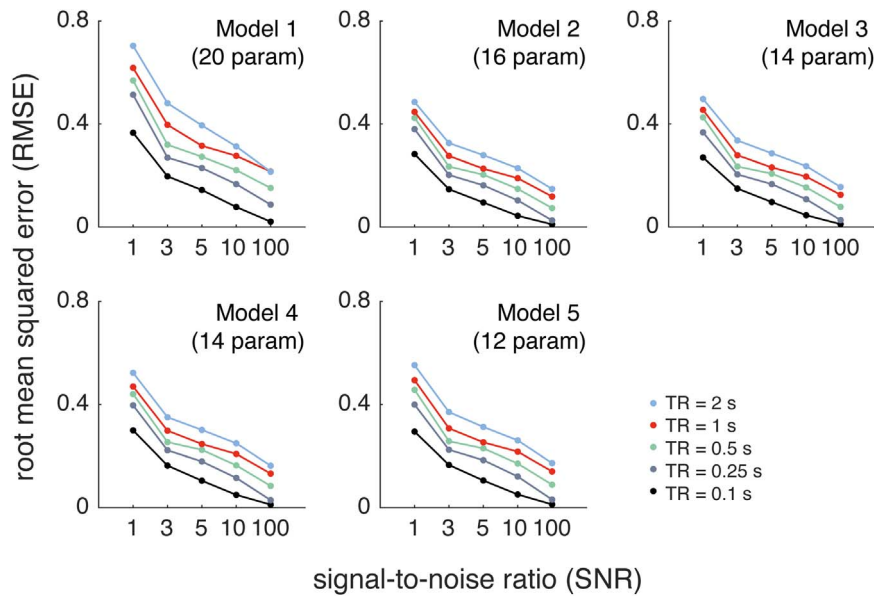 root mean squared error (RMSE)
0.8
0.4
0
1 3 5 10 100
Model 1
(20 param)
0.8
0.4
0
1 3 5 10 100
Model 2
(16 param)
0.8
0.4
0
1 3 5 10 100
Model 3
(14 param)
0.8
0.4
0
1 3 5 10 100
Model 4
(14 param)
0.8
0.4
0
1 3 5 10 100
Model 5
(12 param)
TR = 2 s
TR = 1 s
TR = 0.5 s
TR = 0.25 s
TR = 0.1 s
signal-to-noise ratio (SNR)